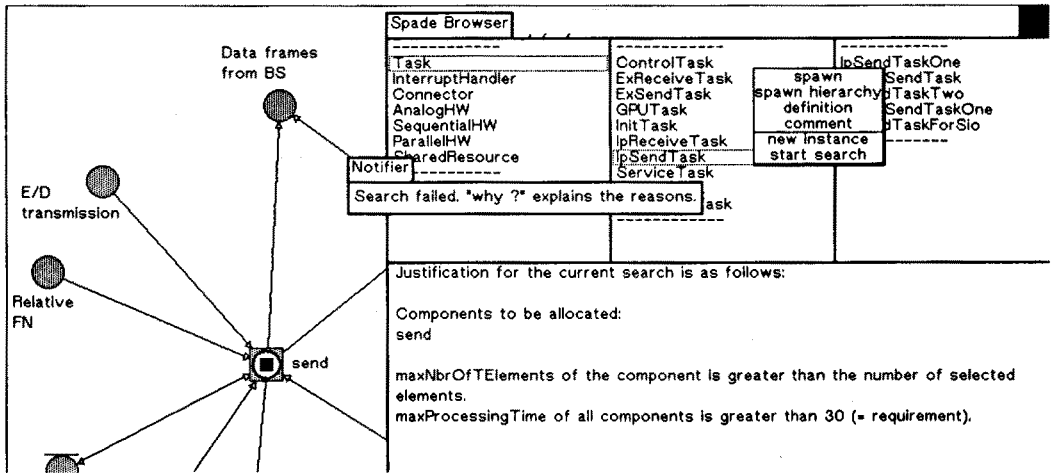 Spade Browser
Data frames
from BS
E/D
transmission
Relative
FN
send
Task
InterruptHandler
Connector
AnalogHW
SequentialHW
ParallelHW
SharedResource
Notifier
Search failed. "why ?" explains the reasons.
ControlTask
ExReceiveTask
ExSendTask
GPUTask
InitTask
IpReceiveTask
IpSendTask
ServiceTask
ask
IpSendTaskOne
SendTask
dTaskTwo
SendTaskOne
dTaskForSio
spawn
spawn hierarchy
definition
comment
new instance
start search
Justification for the current search is as follows:
Components to be allocated:
send
maxNbrOfTElements of the component is greater than the number of selected
elements.
maxProcessingTime of all components is greater than 30 (= requirement).